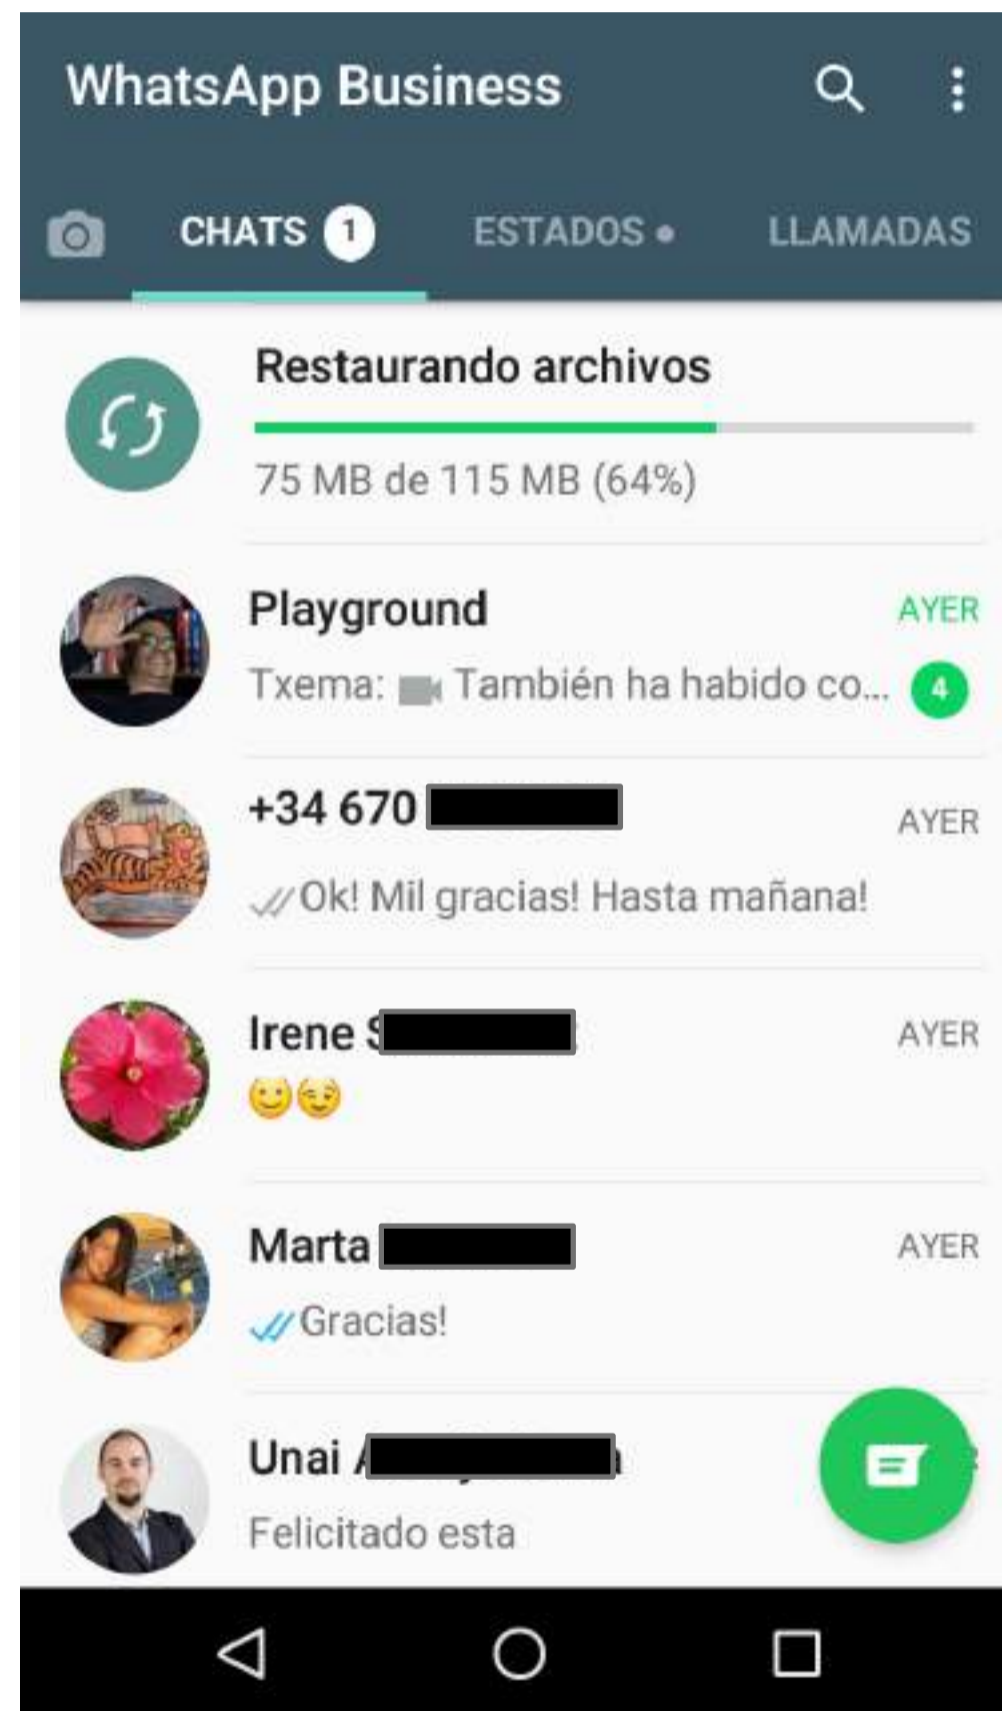 WhatsApp Business
CHATS 1 ESTADOS LLAMADAS
Restaurando archivos
75 MB de 115 MB (64%)
Playground AYER
Txema: También ha habido co... 4
+34 670 AYER
Ok! Mil gracias! Hasta mañana!
Irene AYER
Marta AYER
Gracias!
Unai
Felicitado esta